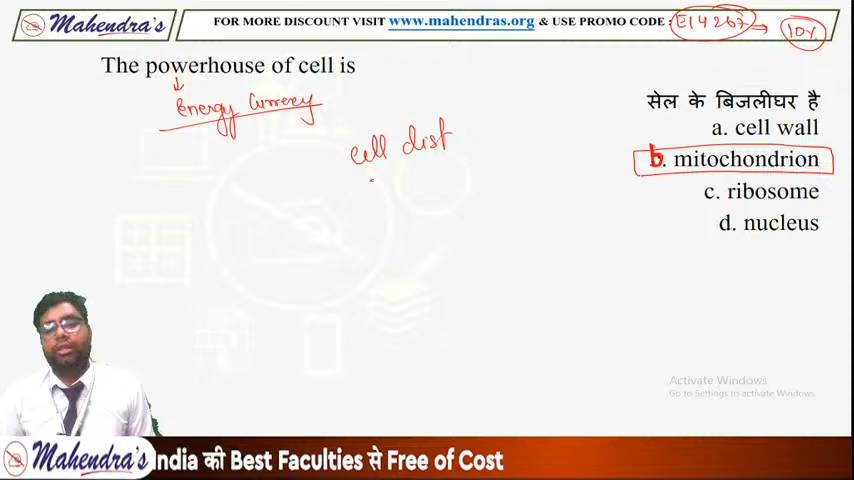 Mahendra's
FOR MORE DISCOUNT VISIT www.mahendras.org & USE PROMO CODE : E14267 → 10%
The powerhouse of cell is
Energy Currency
सेल के बिजलीघर है
a. cell wall
cell dist
b. mitochondrion
c. ribosome
d. nucleus
Activate Windows
Go to Settings to activate Windows.
Mahendra's India की Best Faculties से Free of Cost